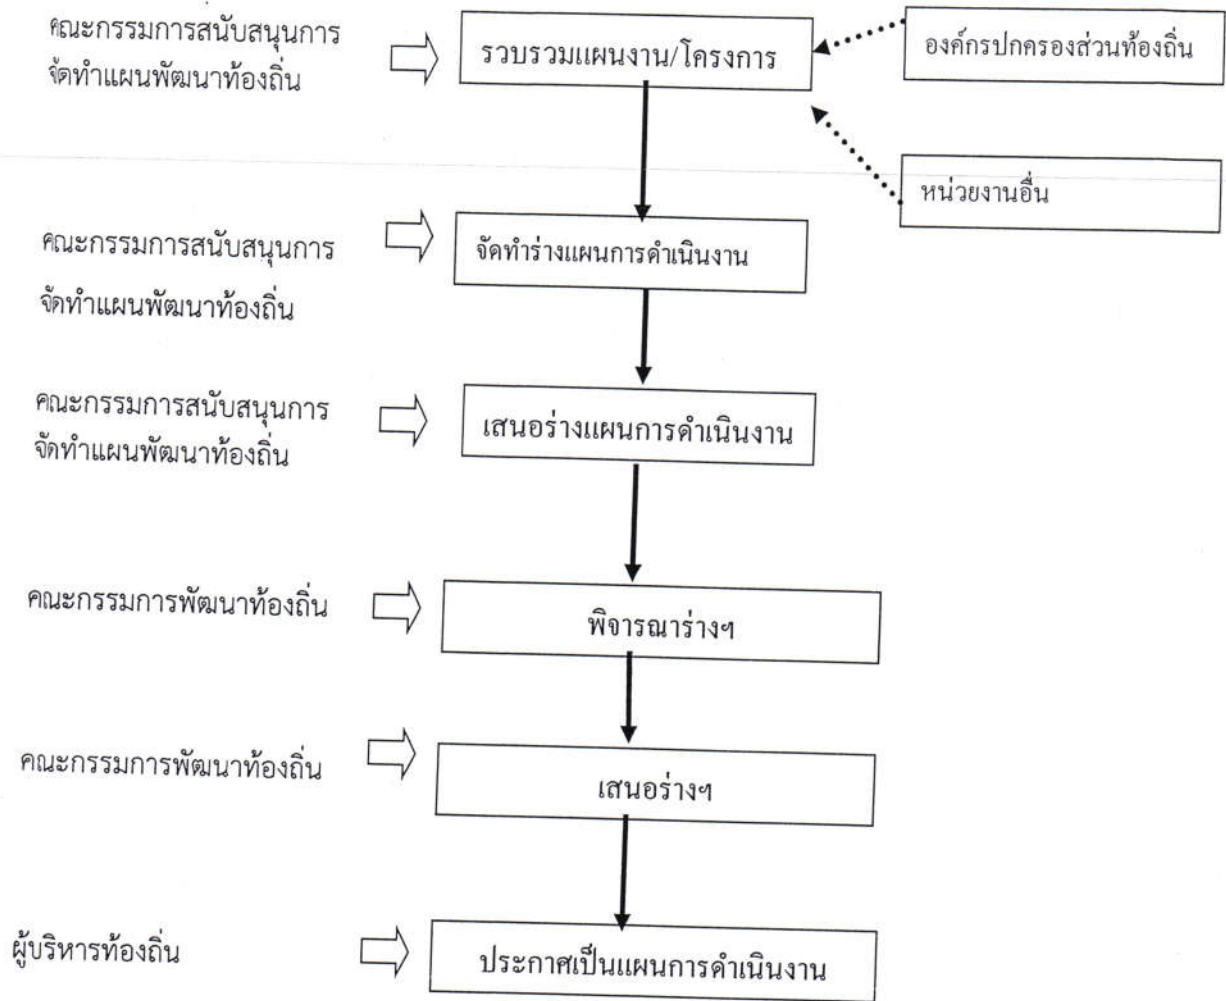 คณะกรรมการสนับสนุนการ
จัดทำแผนพัฒนาท้องถิ่น
รวบรวมแผนงาน/โครงการ
องค์กรปกครองส่วนท้องถิ่น
หน่วยงานอื่น
คณะกรรมการสนับสนุนการ
จัดทำแผนพัฒนาท้องถิ่น
จัดทำร่างแผนการดำเนินงาน
คณะกรรมการสนับสนุนการ
จัดทำแผนพัฒนาท้องถิ่น
เสนอร่างแผนการดำเนินงาน
คณะกรรมการพัฒนาท้องถิ่น
พิจารณาร่างฯ
คณะกรรมการพัฒนาท้องถิ่น
เสนอร่างฯ
ผู้บริหารท้องถิ่น
ประกาศเป็นแผนการดำเนินงาน